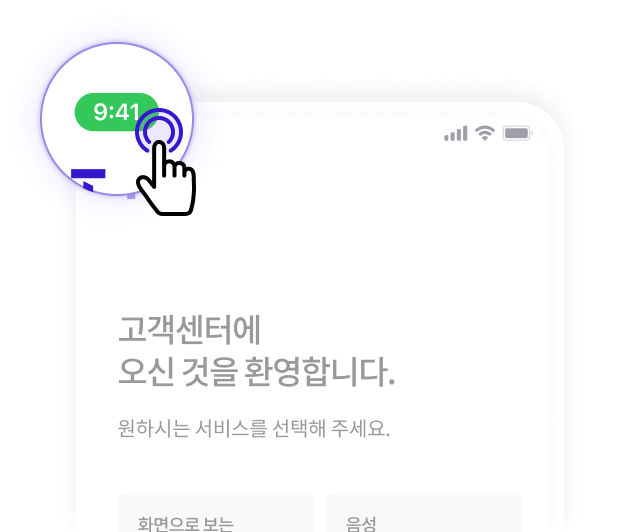 9:41
고객센터에
오신 것을 환영합니다.
원하시는 서비스를 선택해 주세요.
화면으로 보는
음성